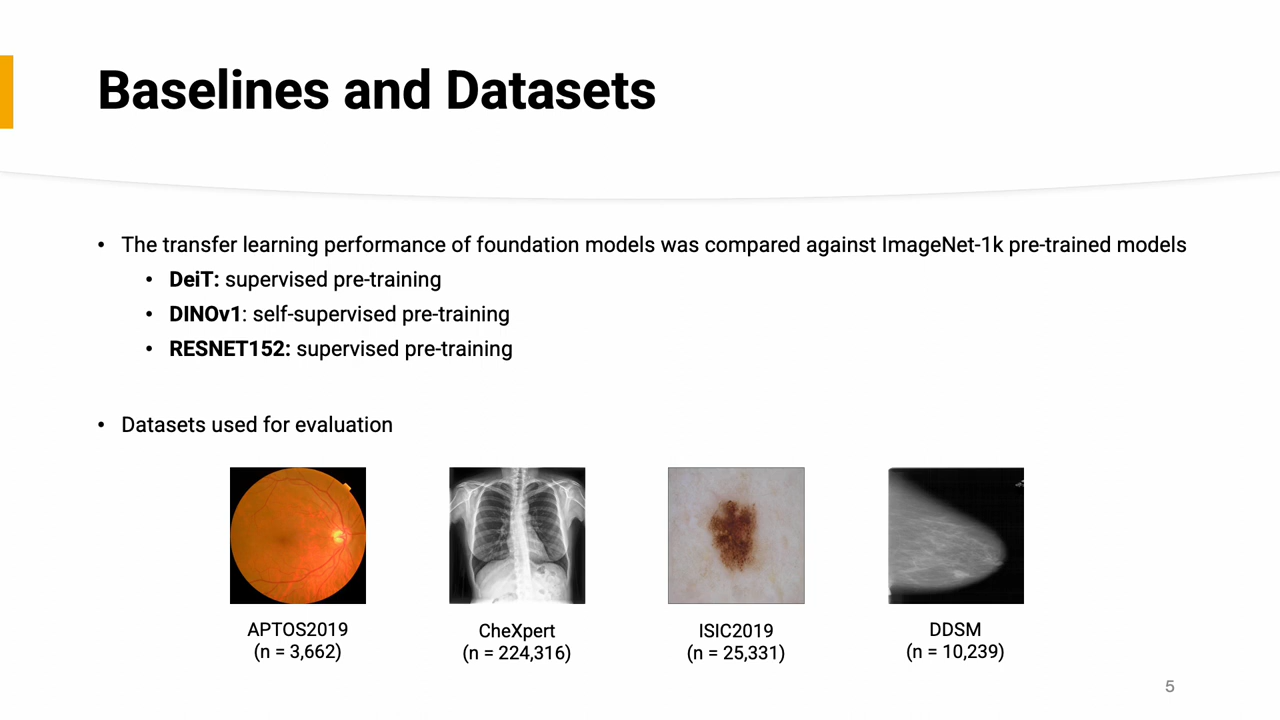 Baselines and Datasets
• The transfer learning performance of foundation models was compared against ImageNet-1k pre-trained models
• DeiT: supervised pre-training
• DINOv1: self-supervised pre-training
• RESNET152: supervised pre-training
• Datasets used for evaluation
APTOS2019
(n = 3,662)
CheXpert
(n = 224,316)
ISIC2019
(n = 25,331)
DDSM
(n = 10,239)
5